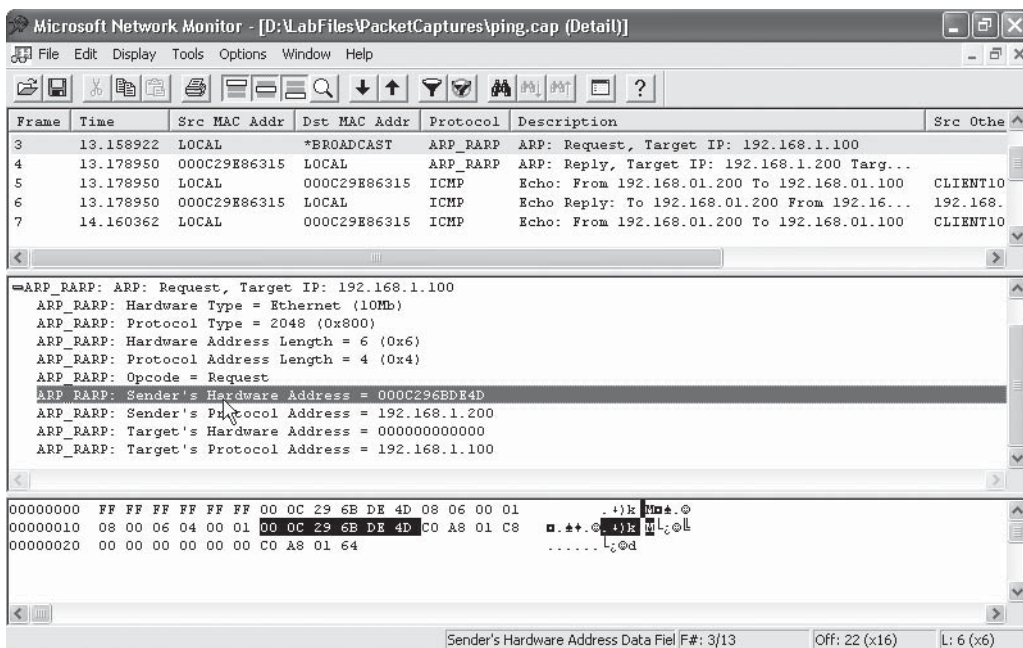 Microsoft Network Monitor - [D:\LabFiles\PacketCaptures\ping.cap (Detail)]
File Edit Display Tools Options Window Help
Frame Time Src MAC Addr Dst MAC Addr Protocol Description Src Othe
3 13.158922 LOCAL *BROADCAST ARP_RARP ARP: Request, Target IP: 192.168.1.100
4 13.178950 000C29E86315 LOCAL ARP_RARP ARP: Reply, Target IP: 192.168.1.200 Targ...
5 13.178950 LOCAL 000C29E86315 ICMP Echo: From 192.168.01.200 To 192.168.01.100 CLIENT10
6 13.178950 000C29E86315 LOCAL ICMP Echo Reply: To 192.168.01.200 From 192.16... 192.168.
7 14.160362 LOCAL 000C29E86315 ICMP Echo: From 192.168.01.200 To 192.168.01.100 CLIENT10
ARP_RARP: ARP: Request, Target IP: 192.168.1.100
ARP_RARP: Hardware Type = Ethernet (10Mb)
ARP_RARP: Protocol Type = 2048 (0x800)
ARP_RARP: Hardware Address Length = 6 (0x6)
ARP_RARP: Protocol Address Length = 4 (0x4)
ARP_RARP: Opcode = Request
ARP_RARP: Sender's Hardware Address = 000C296BDE4D
ARP_RARP: Sender's Protocol Address = 192.168.1.200
ARP_RARP: Target's Hardware Address = 000000000000
ARP_RARP: Target's Protocol Address = 192.168.1.100
00000000 FF FF FF FF FF FF 00 0C 29 6B DE 4D 08 06 00 01
00000010 08 00 06 04 00 01 00 0C 29 6B DE 4D C0 A8 01 C8
00000020 00 00 00 00 00 00 C0 A8 01 64
Sender's Hardware Address Data Fiel F#: 3/13 Off: 22 (x16) L: 6 (x6)